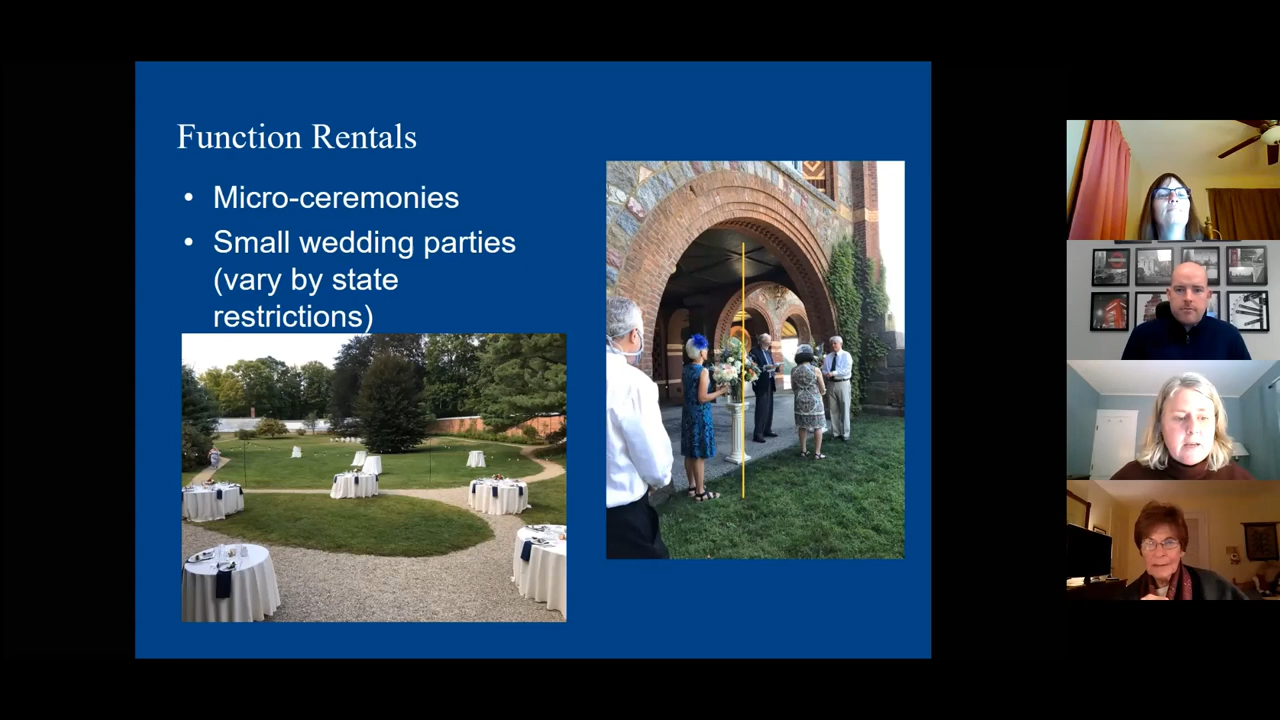 Function Rentals
• Micro-ceremonies
• Small wedding parties
(vary by state
restrictions)